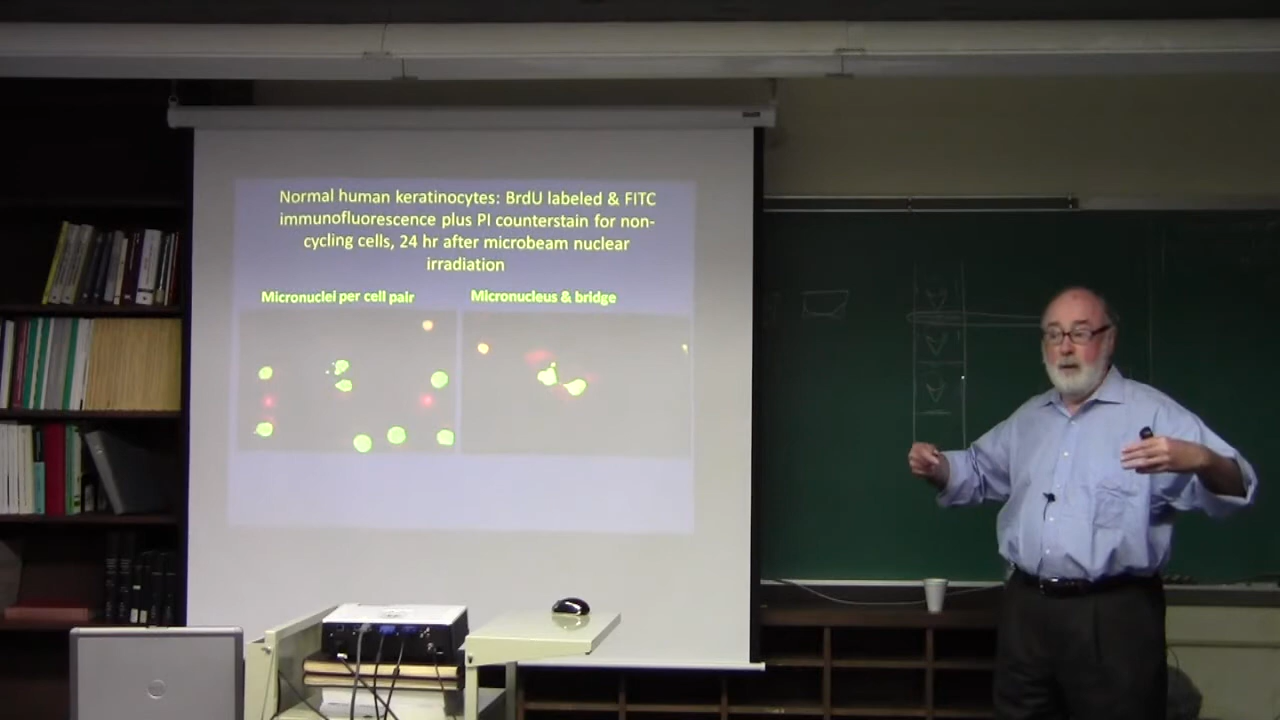 Normal human keratinocytes: BrdU labeled & FITC
immunofluorescence plus PI counterstain for non-
cycling cells, 24 hr after microbeam nuclear
irradiation
Micronuclei per cell pair
Micronucleus & bridge